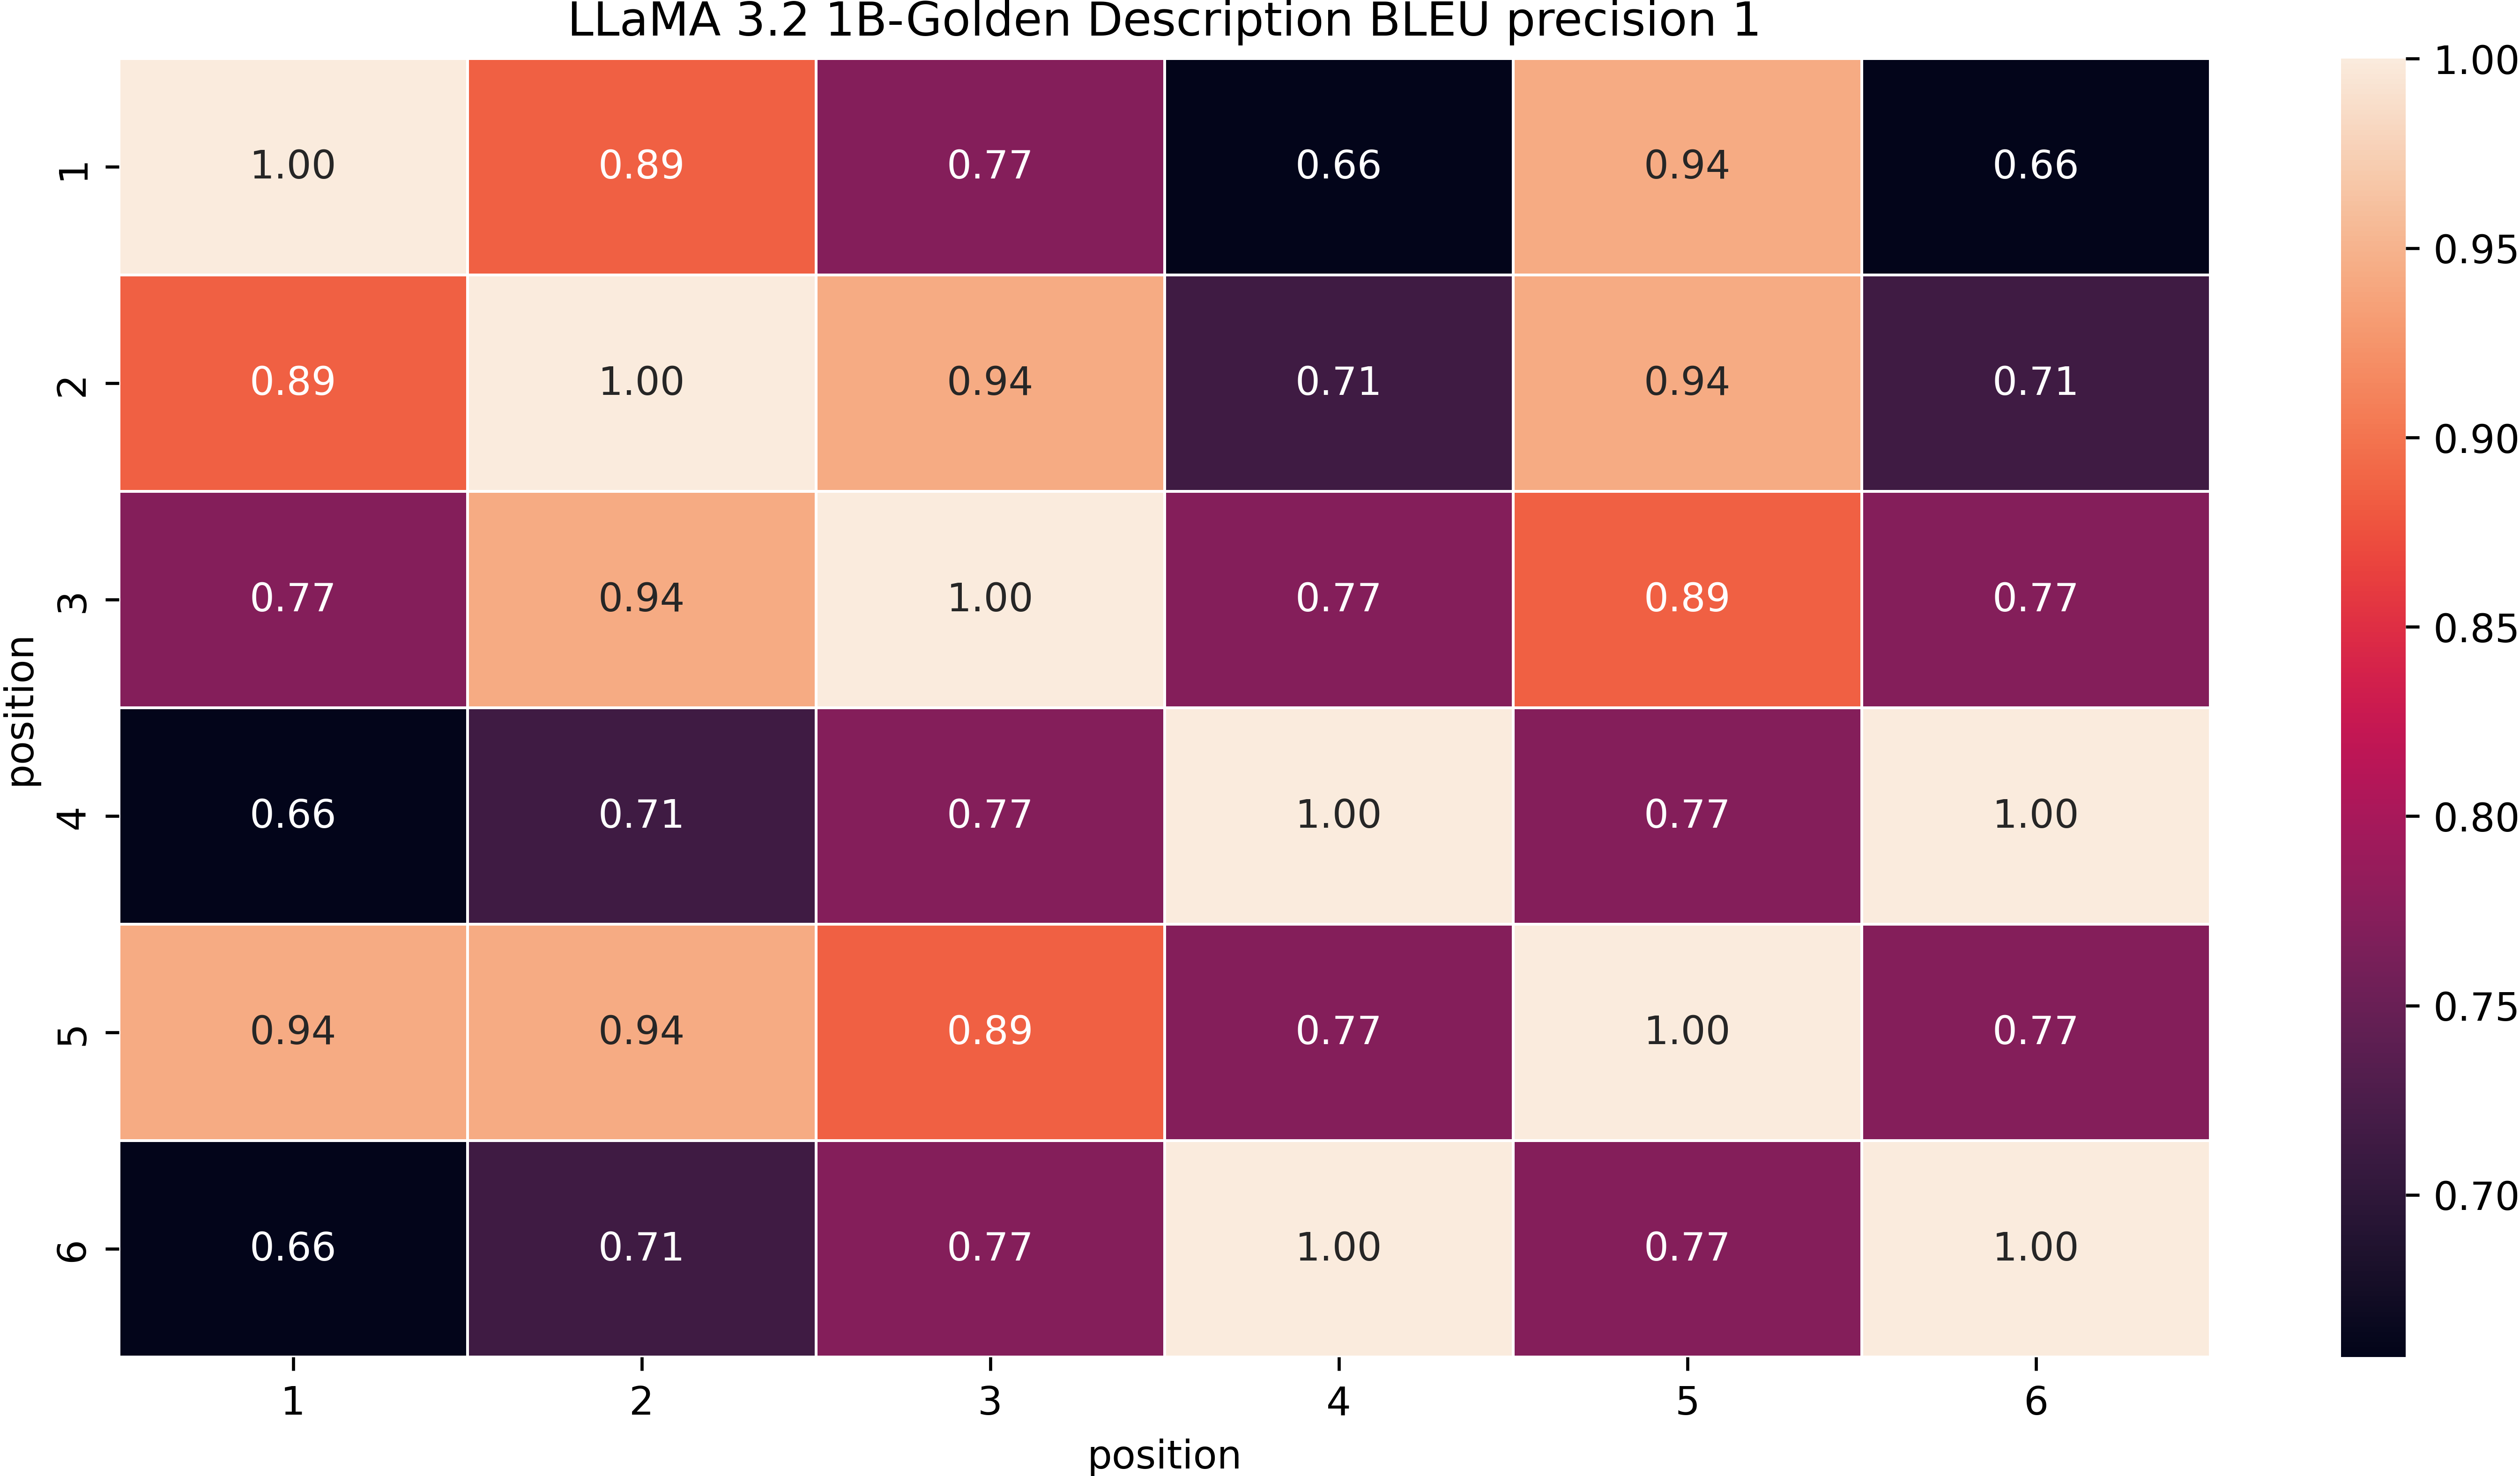 LLaMA 3.2 1B-Golden Description BLEU precision 1
1 1.00 0.89 0.77 0.66 0.94 0.66
2 0.89 1.00 0.94 0.71 0.94 0.71
3 0.77 0.94 1.00 0.77 0.89 0.77
4 0.66 0.71 0.77 1.00 0.77 1.00
5 0.94 0.94 0.89 0.77 1.00 0.77
6 0.66 0.71 0.77 1.00 0.77 1.00
position
1 2 3 4 5 6
position
1.00
0.95
0.90
0.85
0.80
0.75
0.70